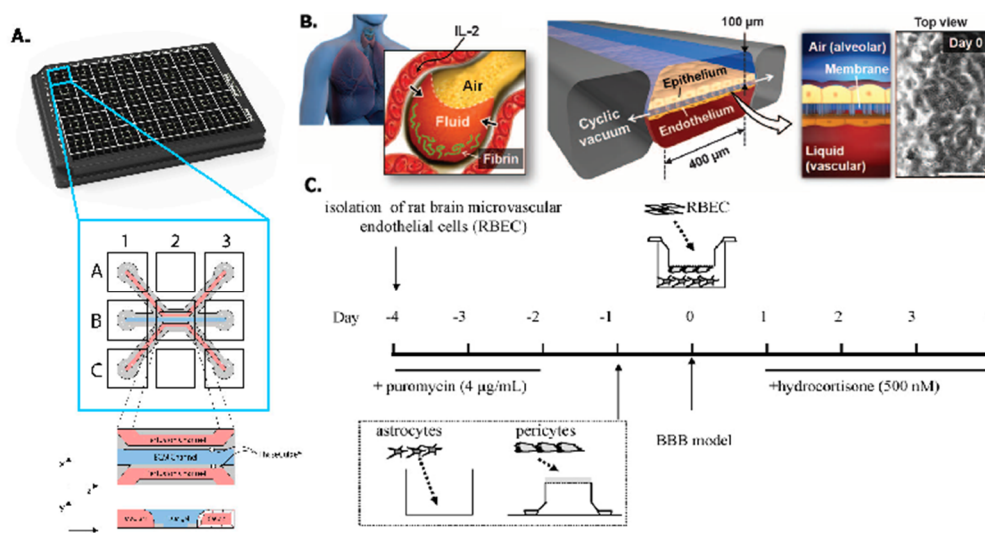 A.
1 2 3
A
B
C
ECM Channel
B.
IL-2
Air
Fluid
Fibrin
100 µm
Epithelium
Cyclic
vacuum
Endothelium
400 µm
Air (alveolar)
Membrane
Liquid
(vascular)
Top view
Day 0
C.
isolation of rat brain microvascular
endothelial cells (RBEC)
RBEC
Day -4 -3 -2 -1 0 1 2 3
+ puromycin (4 µg/mL)
+hydrocortisone (500 nM)
astrocytes
pericytes
BBB model